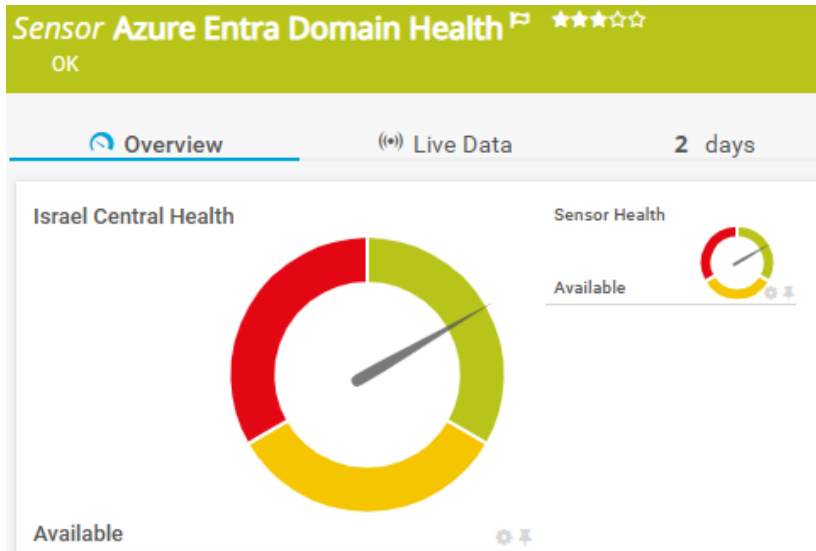 Sensor Azure Entra Domain Health
OK
Overview
Live Data
2 days
Israel Central Health
Available
Sensor Health
Available